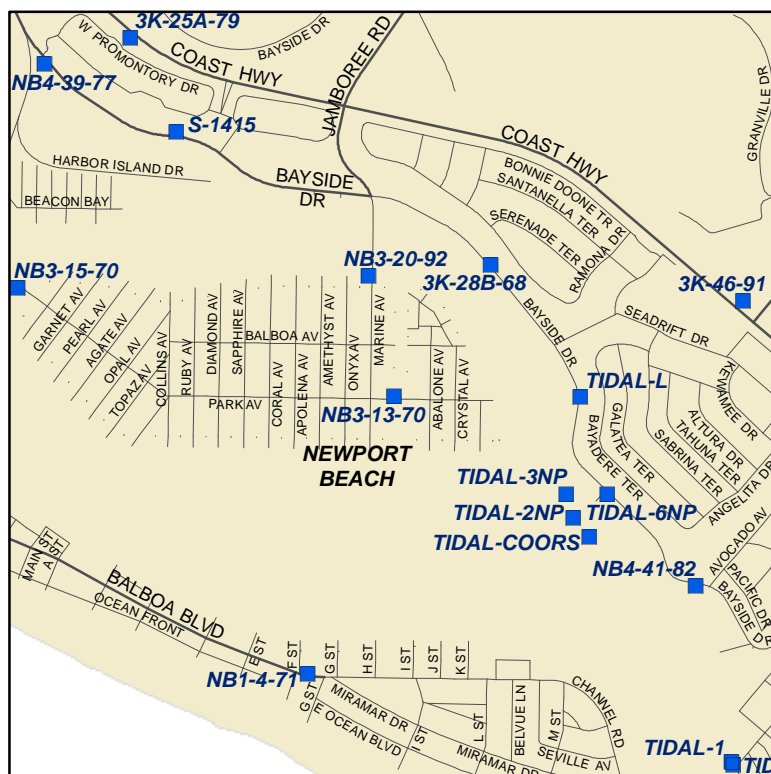 3K-25A-79
BAYSIDE DR
W PROMONTORY DR
COAST HWY
JAMBOREE RD
NB4-39-77
GRANVILLE DR
S-1415
COAST HWY
HARBOR ISLAND DR
BAYSIDE
DR
BONNIE DOONE TR
SANTANELLA TER
BEACON BAY
SERENADE TER
RAMONA DR
NB3-20-92
3K-28B-68
NB3-15-70
3K-46-91
GARNET AV
PEARL AV
AGATE AV
OPAL AV
TOPAZ AV
COLLINS AV
RUBY AV
DIAMOND AV
SAPPHIRE AV
BALBOA AV
CORAL AV
APOLENA AV
AMETHYST AV
ONYX AV
MARINE AV
BAYSIDE DR
SEADRIFT DR
KEWAMEE DR
TIDAL-L
PARK AV
NB3-13-70
ABALONE AV
CRYSTAL AV
BAYADERE TER
GALATEA TER
SABRINA TER
TAHUNA TER
ALTURA DR
ANGELITA DR
NEWPORT
BEACH
TIDAL-3NP
TIDAL-2NP
TIDAL-6NP
TIDAL-COORS
AVOCADO AV
NB4-41-82
PACIFIC DR
BAYSIDE DR
MAIN ST
A ST
BALBOA BLVD
OCEAN FRONT
E ST
F ST
G ST
H ST
I ST
J ST
K ST
NB1-4-71
G ST
MIRAMAR DR
E OCEAN BLVD
I ST
L ST
BELVUE LN
M ST
CHANNEL RD
MIRAMAR DR
SEVILLE AV
TIDAL-1
TID